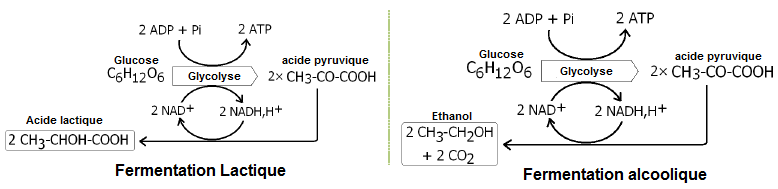 2 ADP + Pi 2 ATP
Glucose
C6H12O6
Glycolyse
acide pyruvique
2x CH3-CO-COOH
2 NAD+ 2 NADH,H+
Acide lactique
2 CH3-CHOH-COOH
Fermentation Lactique
2 ADP + Pi 2 ATP
Glucose
C6H12O6
Glycolyse
acide pyruvique
2x CH3-CO-COOH
2 NAD+ 2 NADH,H+
Ethanol
2 CH3-CH2OH
+ 2 CO2
Fermentation alcoolique